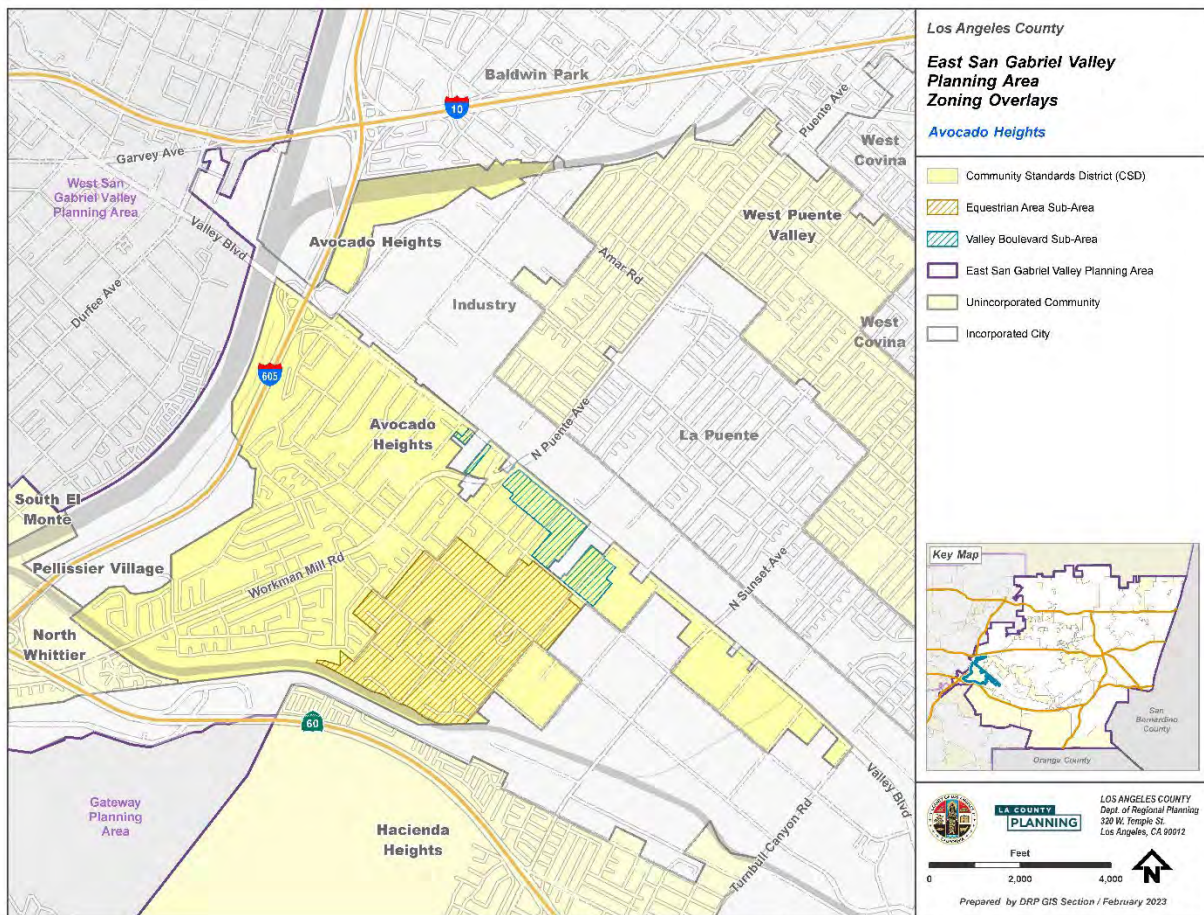 Baldwin Park
10
Puente Ave
Garvey Ave
West
Covina
West San
Gabriel Valley
Planning Area
Valley Blvd
Avocado Heights
West Puente
Valley
Durfee Ave
Amar Rd
Industry
West
Covina
605
Avocado
Heights
N Puente Ave
La Puente
South El
Monte
Pellissier Village
Workman Mill Rd
N Sunset Ave
North
Whittier
60
Valley Blvd
Gateway
Planning
Area
Hacienda
Heights
Turnbull Canyon Rd
Los Angeles County
East San Gabriel Valley
Planning Area
Zoning Overlays
Avocado Heights
Community Standards District (CSD)
Equestrian Area Sub-Area
Valley Boulevard Sub-Area
East San Gabriel Valley Planning Area
Unincorporated Community
Incorporated City
Key Map
San
Bernardino
County
Orange County
LA COUNTY
PLANNING
LOS ANGELES COUNTY
Dept. of Regional Planning
320 W. Temple St.
Los Angeles, CA 90012
Feet
0 2,000 4,000
N
Prepared by DRP GIS Section / February 2023